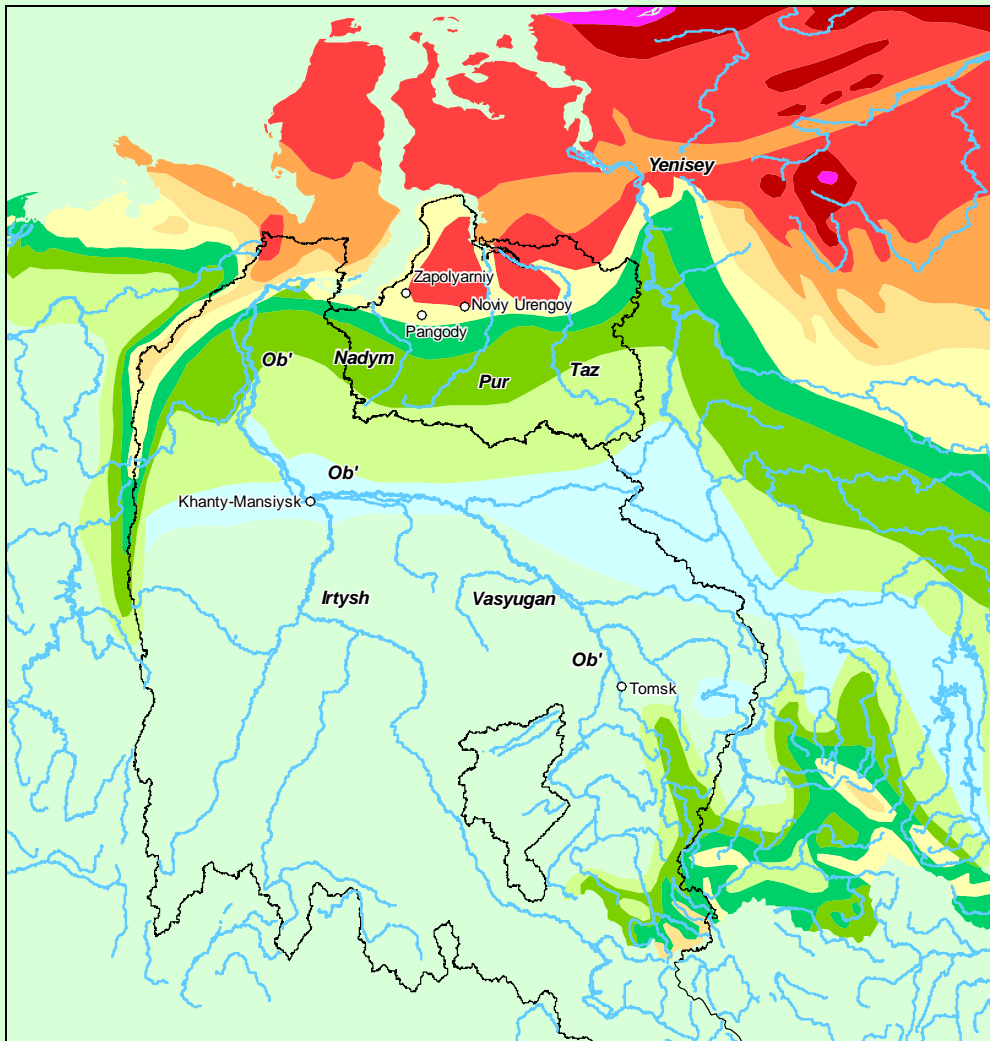 Yenisey
Zapolyarniy
Noviy Urengoy
Pangody
Ob'
Nadym
Pur
Taz
Ob'
Khanty-Mansiysk
Irtysh
Vasyugan
Ob'
Tomsk